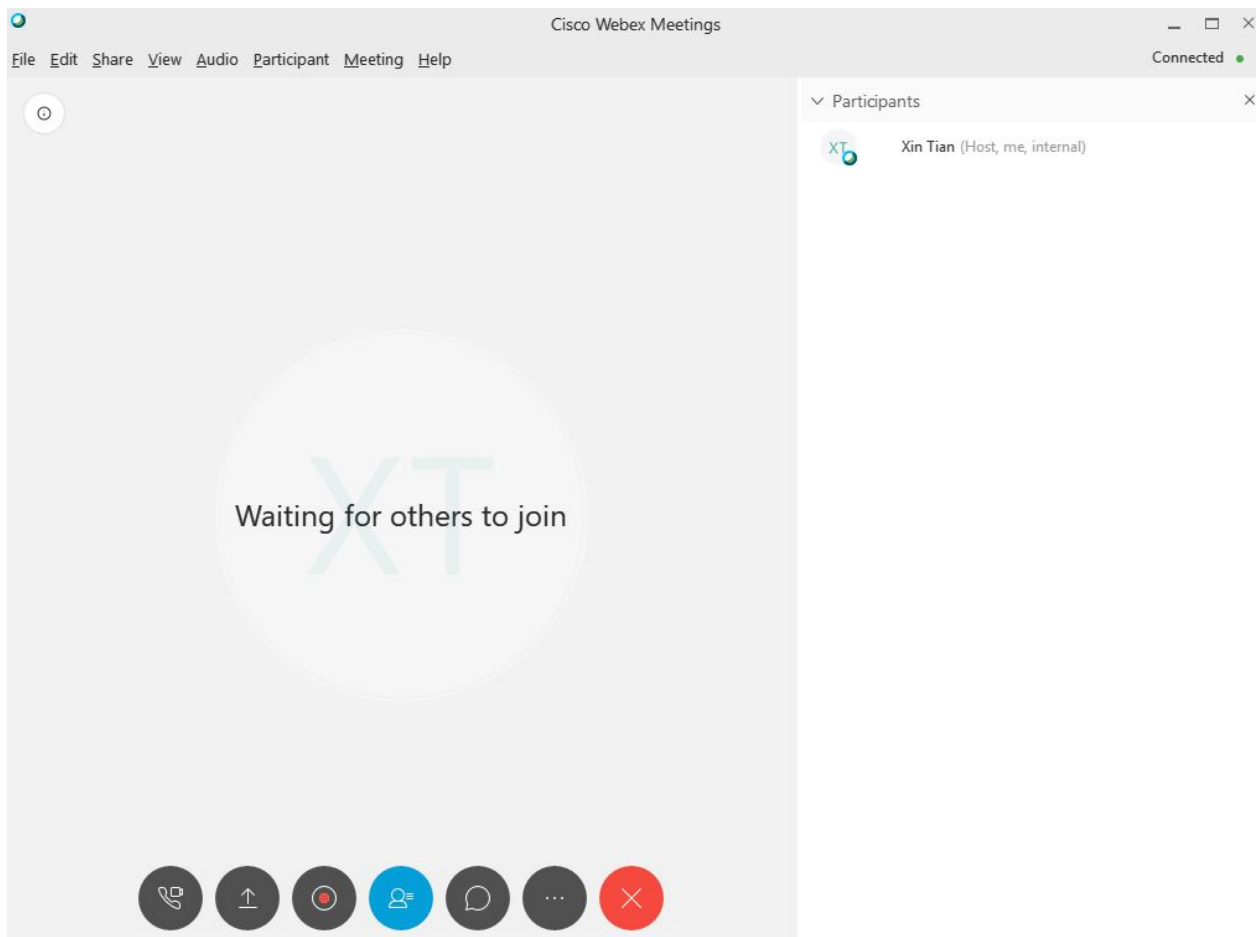 Cisco Webex Meetings
File Edit Share View Audio Participant Meeting Help
Connected
Participants
XT
Xin Tian (Host, me, internal)
XT
Waiting for others to join